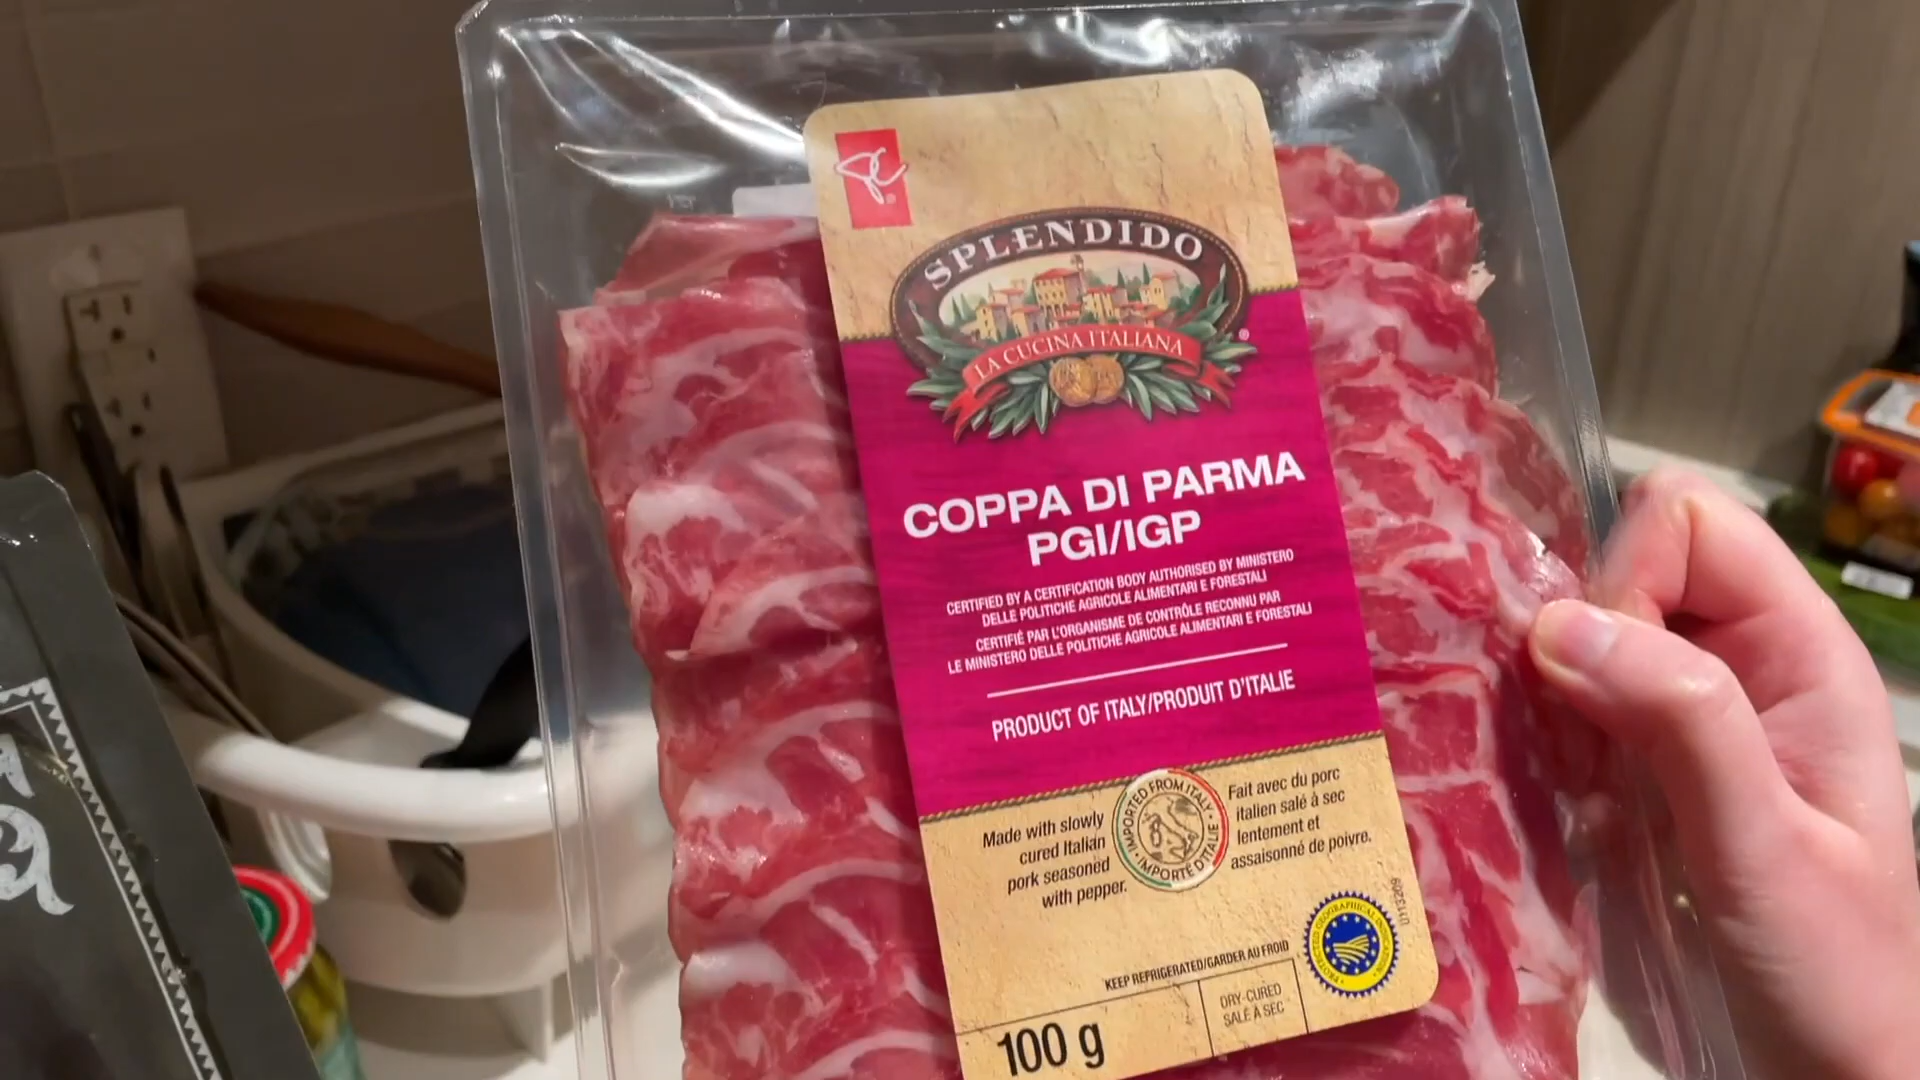 PC
SPLENDIDO
LA CUCINA ITALIANA
COPPA DI PARMA
PGI/IGP
CERTIFIED BY A CERTIFICATION BODY AUTHORISED BY MINISTERO
DELLE POLITICHE AGRICOLE ALIMENTARI E FORESTALI
CERTIFIÉ PAR L'ORGANISME DE CONTRÔLE RECONNU PAR
LE MINISTERO DELLE POLITICHE AGRICOLE ALIMENTARI E FORESTALI
PRODUCT OF ITALY/PRODUIT D'ITALIE
Made with slowly
cured Italian
pork seasoned
with pepper.
IMPORTED FROM ITALY
IMPORTÉ D'ITALIE
Fait avec du porc
italien salé à sec
lentement et
assaisonné de poivre.
PROTECTED GEOGRAPHICAL INDICATION
KEEP REFRIGERATED/GARDER AU FROID
DRY-CURED
SALÉ À SEC
100 g